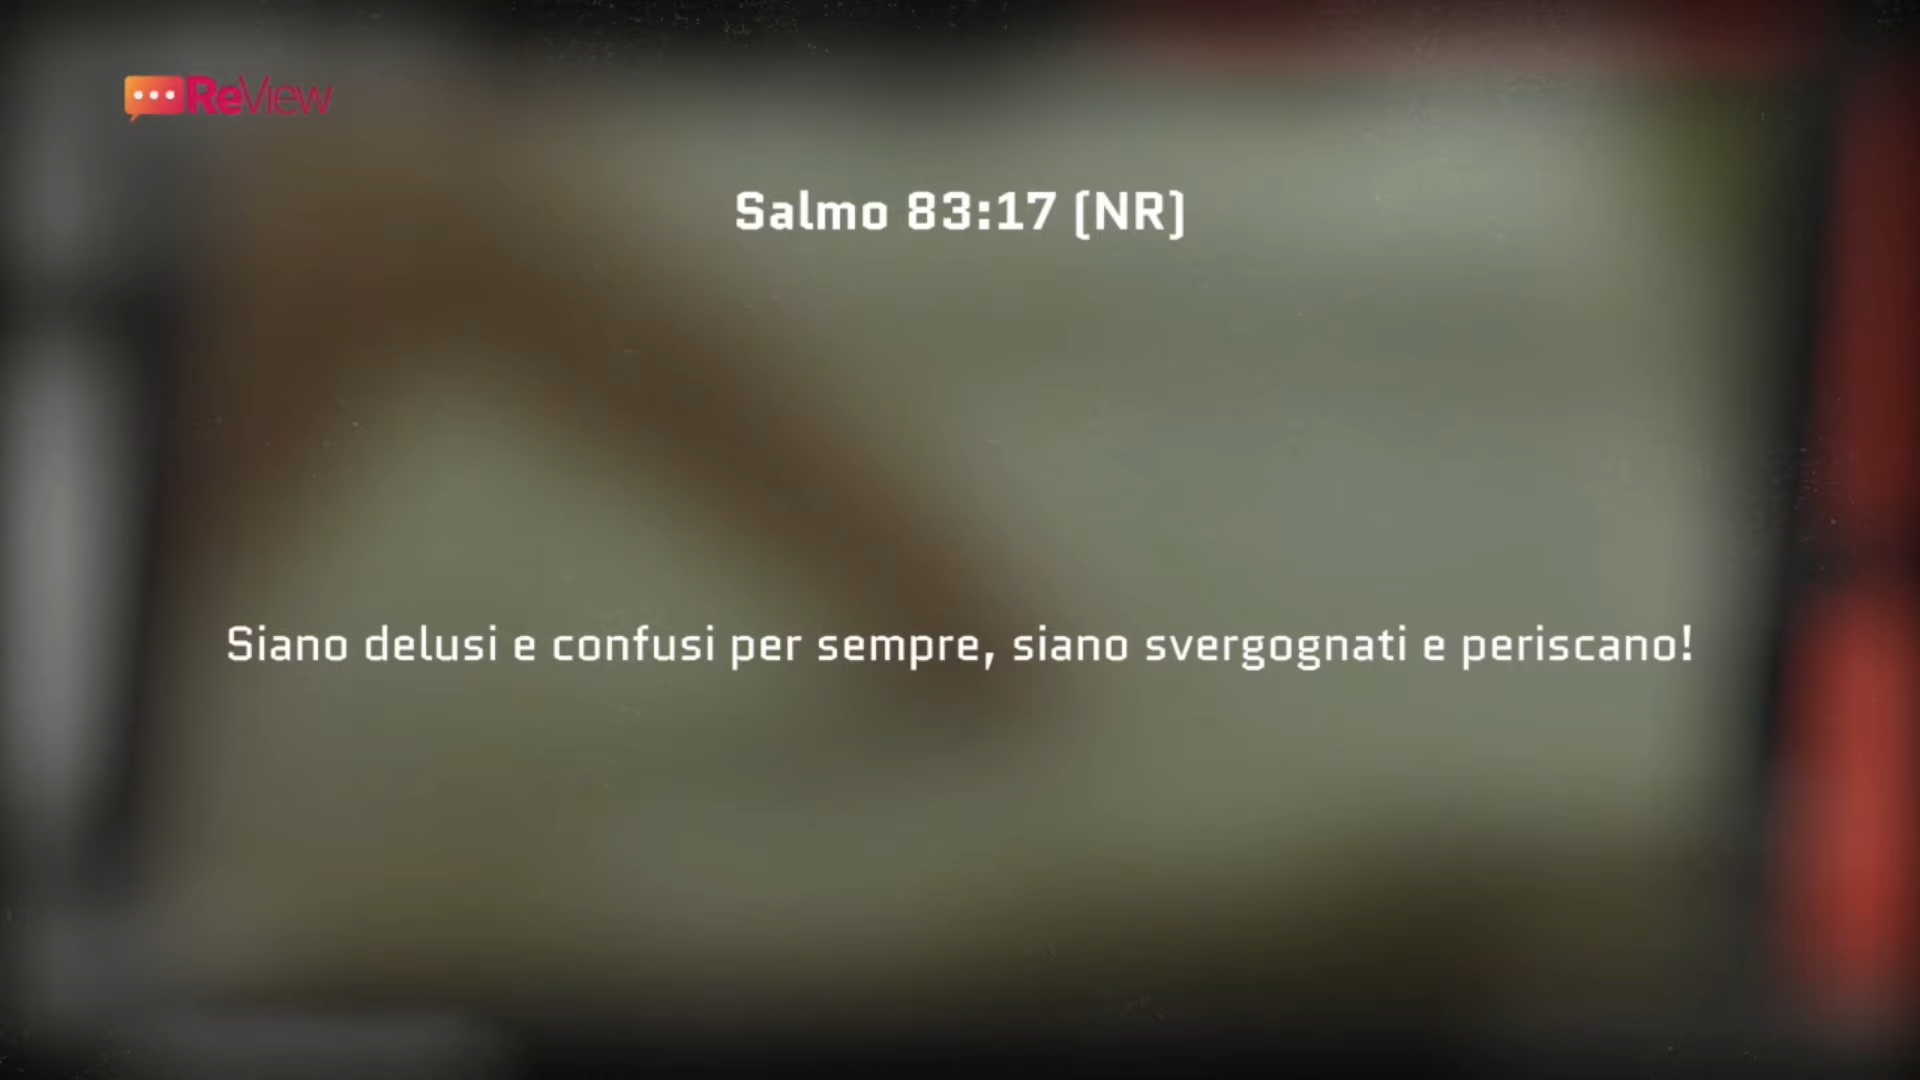 ReView
Salmo 83:17 (NR)
Siano delusi e confusi per sempre, siano svergognati e periscano!